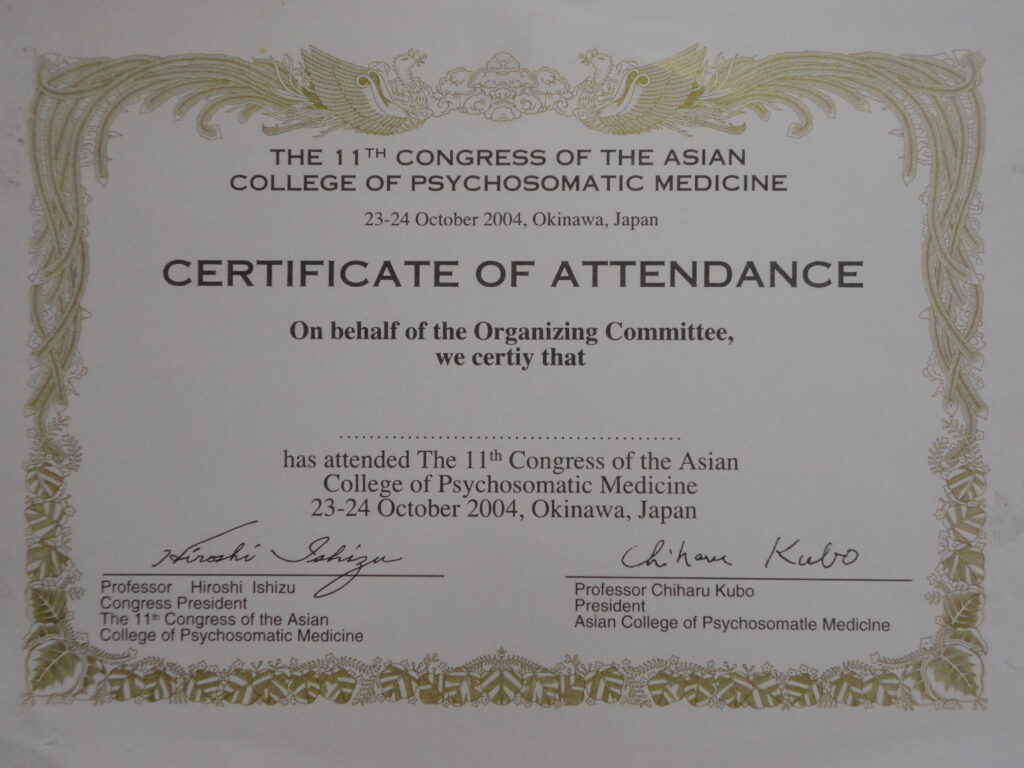 THE 11TH CONGRESS OF THE ASIAN
COLLEGE OF PSYCHOSOMATIC MEDICINE
23-24 October 2004, Okinawa, Japan
CERTIFICATE OF ATTENDANCE
On behalf of the Organizing Committee,
we certiy that
.............................................
has attended The 11th Congress of the Asian
College of Psychosomatic Medicine
23-24 October 2004, Okinawa, Japan
Hiroshi Ishizu
Professor Hiroshi Ishizu
Congress President
The 11th Congress of the Asian
College of Psychosomatic Medicine
Chiharu Kubo
Professor Chiharu Kubo
President
Asian College of Psychosomatle Mediclne